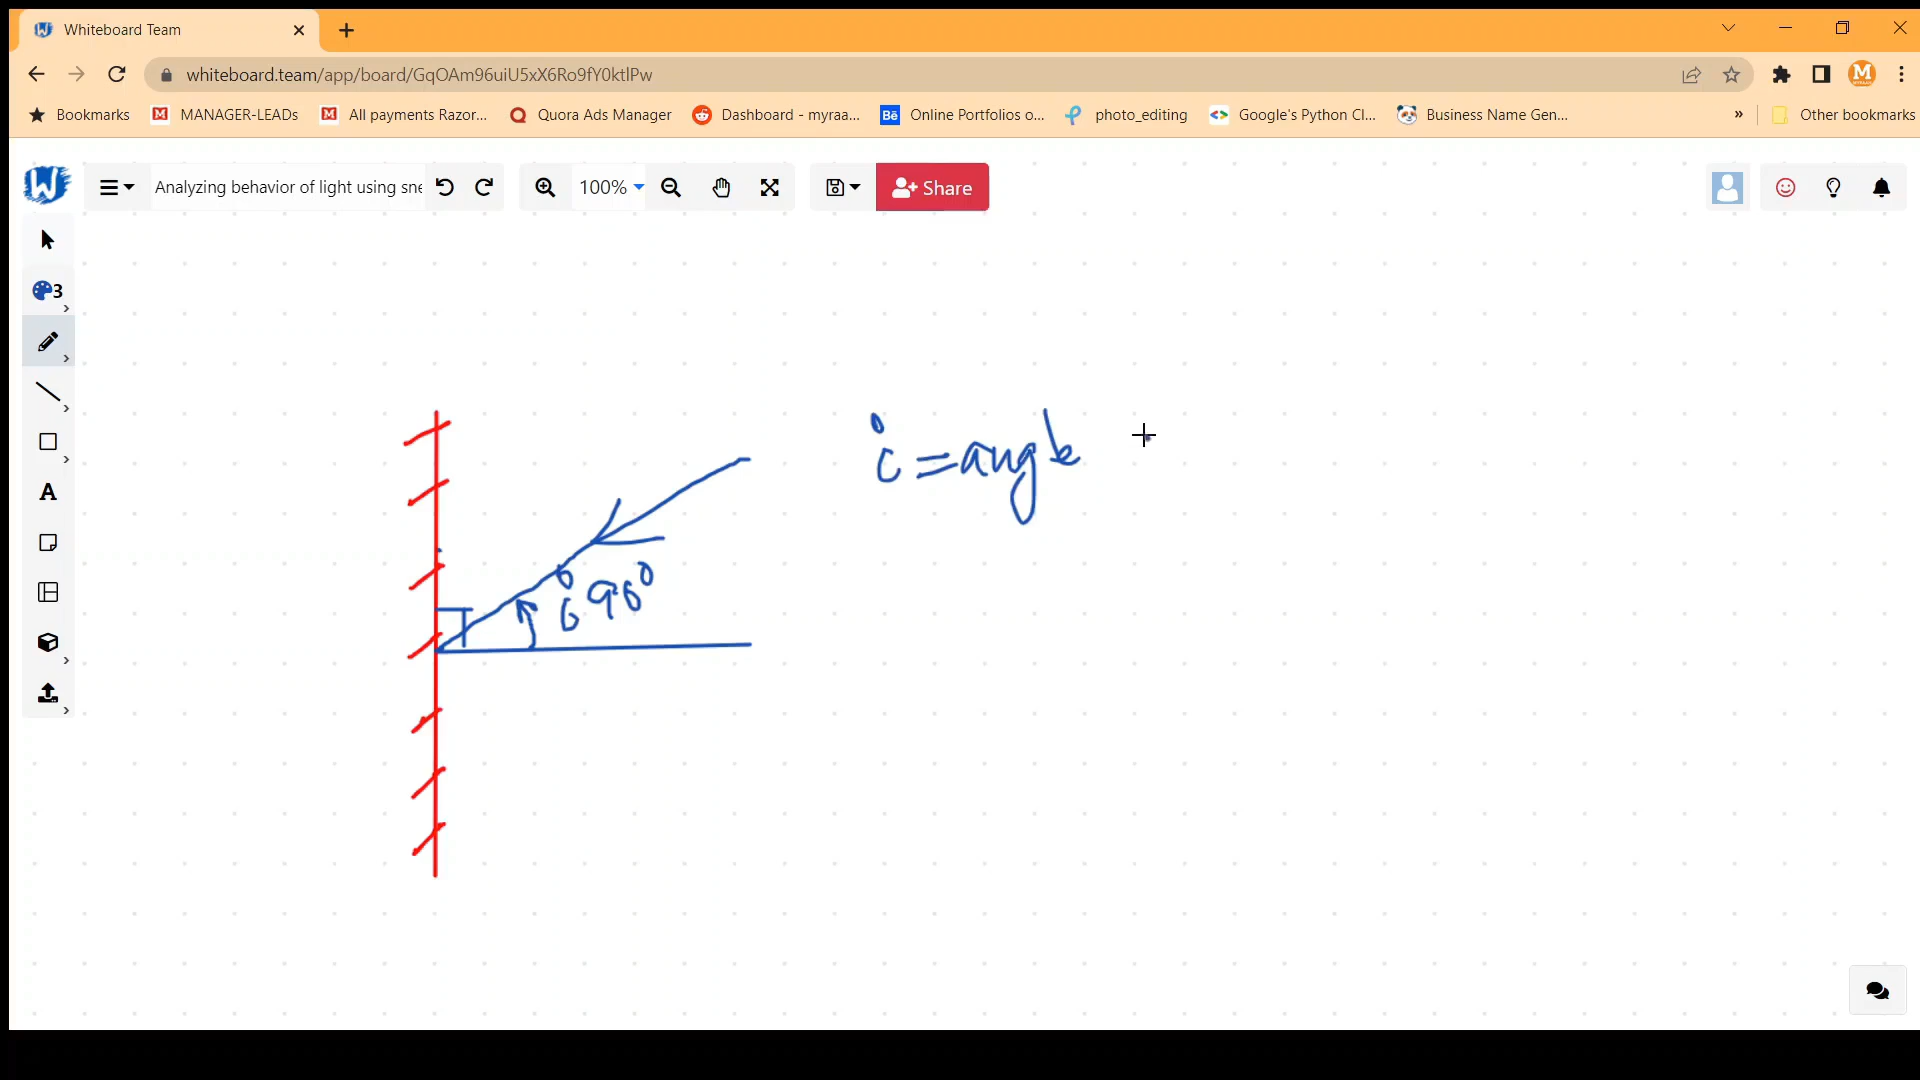 Whiteboard Team
whiteboard.team/app/board/GqOAm96uiU5xX6Ro9fY0ktlPw
Bookmarks MANAGER-LEADs All payments Razor... Quora Ads Manager Dashboard - myraa... Online Portfolios o... photo_editing Google's Python Cl... Business Name Gen... » Other bookmarks
Analyzing behavior of light using sne 100% Share
3
A
i = angle
i 90°